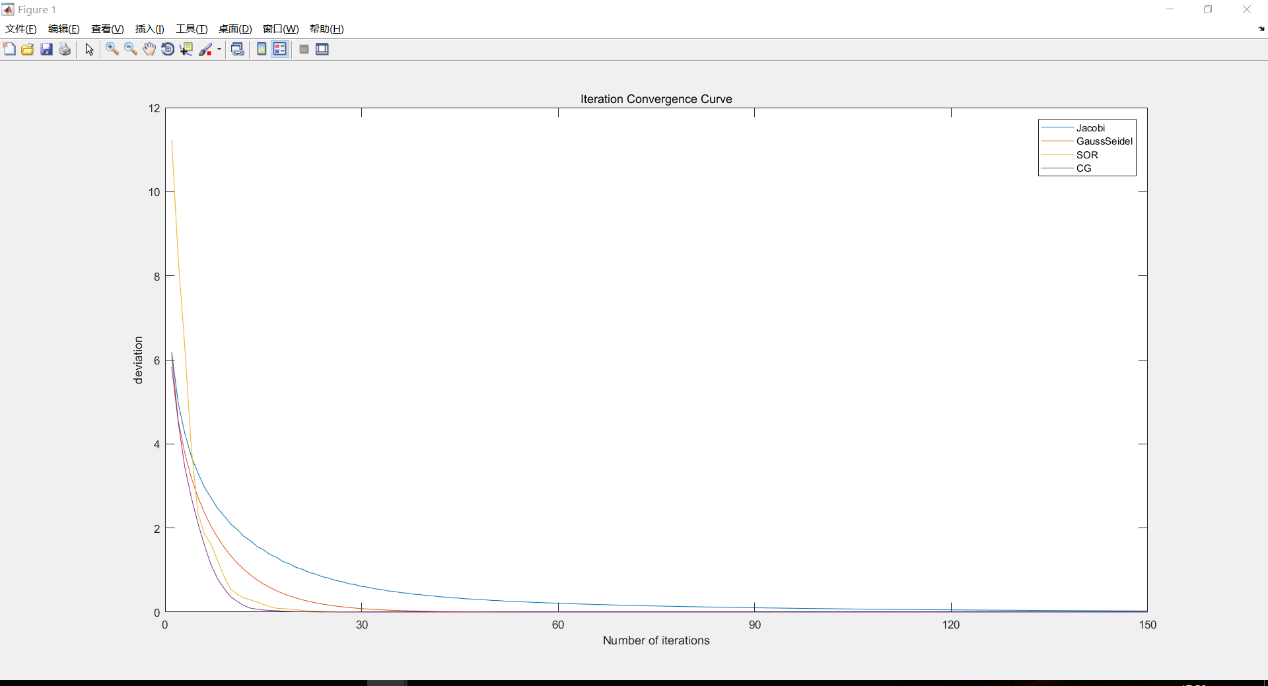 Figure 1
文件(F) 编辑(E) 查看(V) 插入(I) 工具(T) 桌面(D) 窗口(W) 帮助(H)
Iteration Convergence Curve
12
10
8
6
4
2
0
deviation
Jacobi
GaussSeidel
SOR
CG
0 30 60 90 120 150
Number of iterations